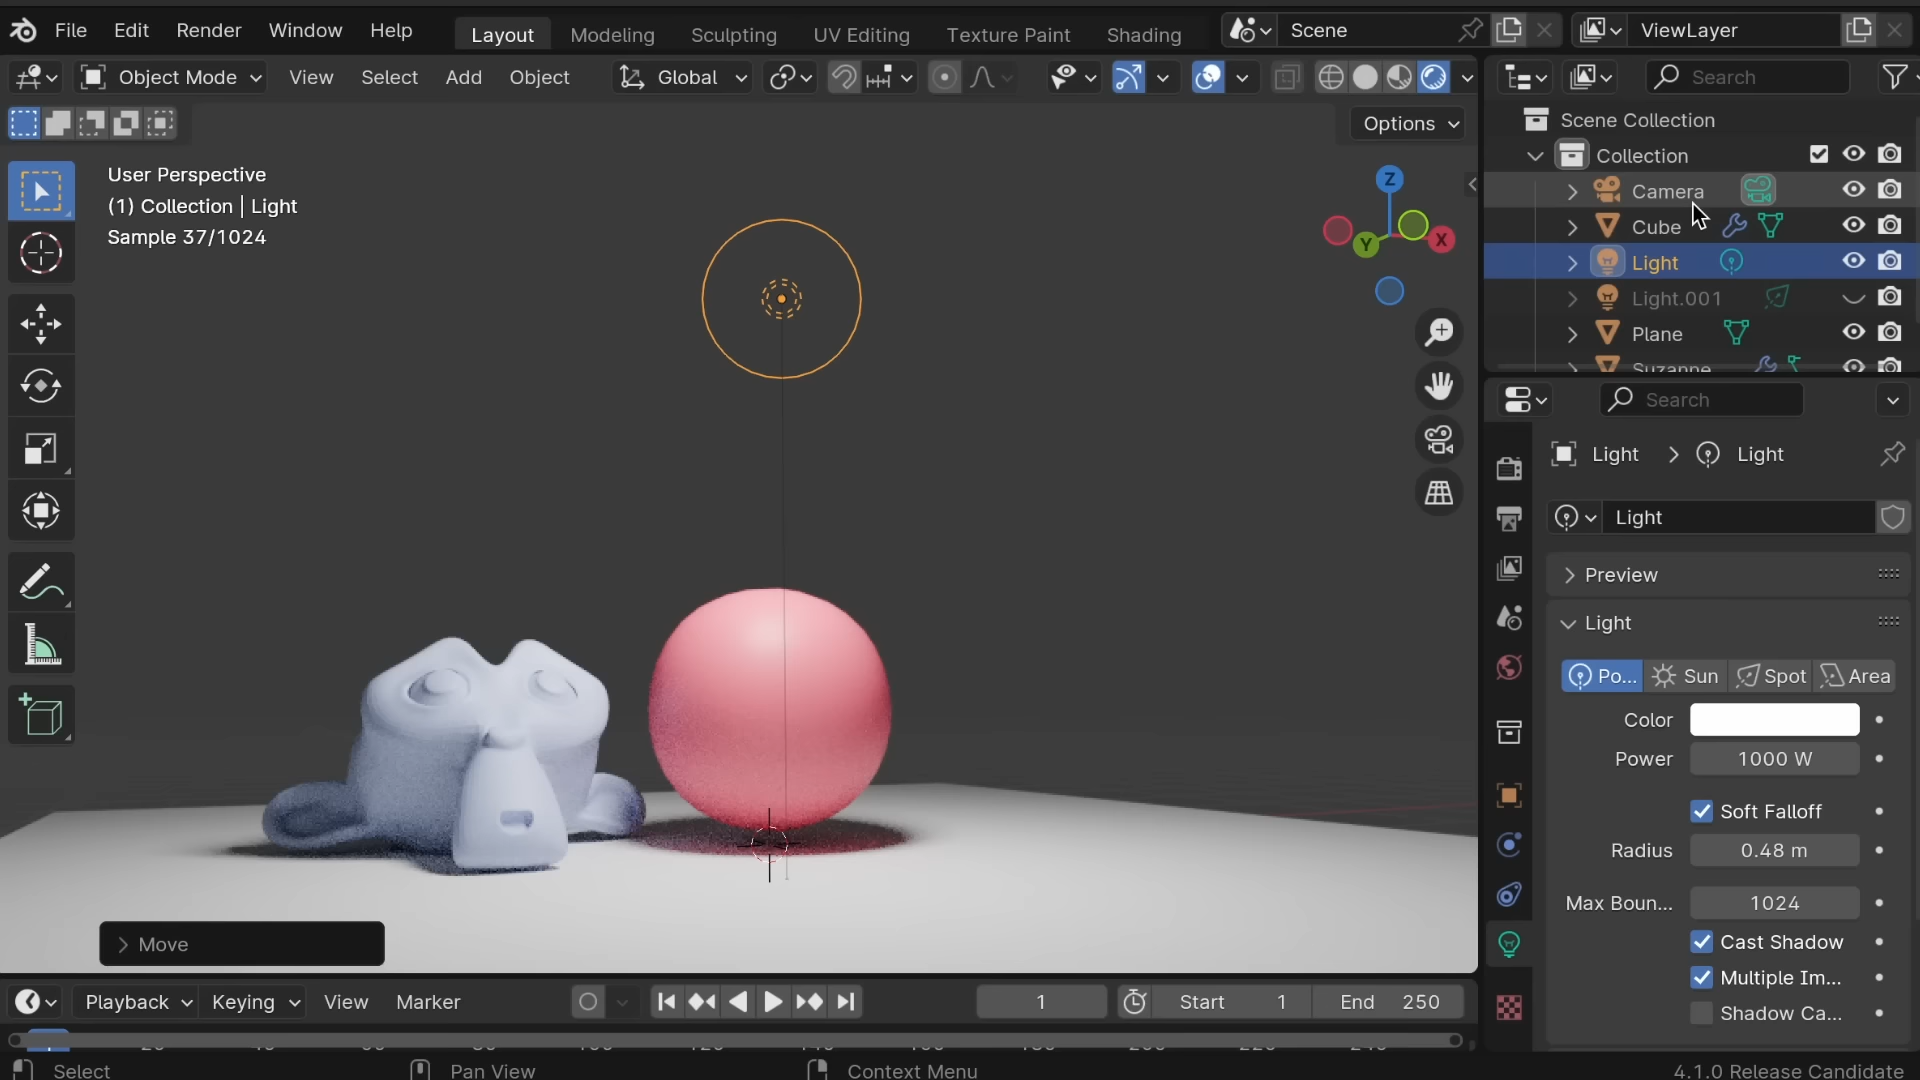 File Edit Render Window Help Layout Modeling Sculpting UV Editing Texture Paint Shading Scene ViewLayer
Object Mode View Select Add Object Global Search
Options
User Perspective
(1) Collection | Light
Sample 37/1024
Z
Y
X
Scene Collection
Collection
Camera
Cube
Light
Light.001
Plane
Suzanne
Search
Light Light
Light
Preview
Light
Po... Sun Spot Area
Color
Power 1000 W
Soft Falloff
Radius 0.48 m
Max Boun... 1024
Cast Shadow
Multiple Im...
Shadow Ca...
Move
Playback Keying View Marker 1 Start 1 End 250
Select Pan View Context Menu 4.1.0 Release Candidate